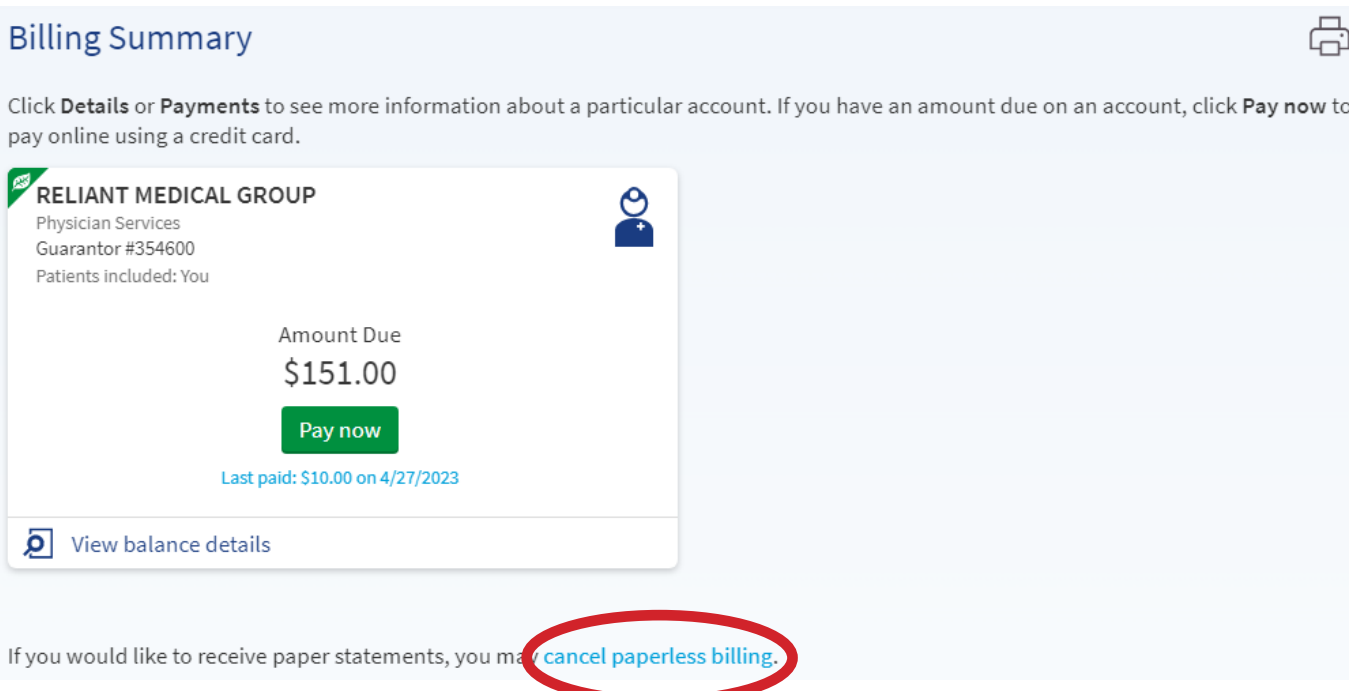 Billing Summary
Click Details or Payments to see more information about a particular account. If you have an amount due on an account, click Pay now to
pay online using a credit card.
RELIANT MEDICAL GROUP
Physician Services
Guarantor #354600
Patients included: You
Amount Due
$151.00
Pay now
Last paid: $10.00 on 4/27/2023
View balance details
If you would like to receive paper statements, you may cancel paperless billing.